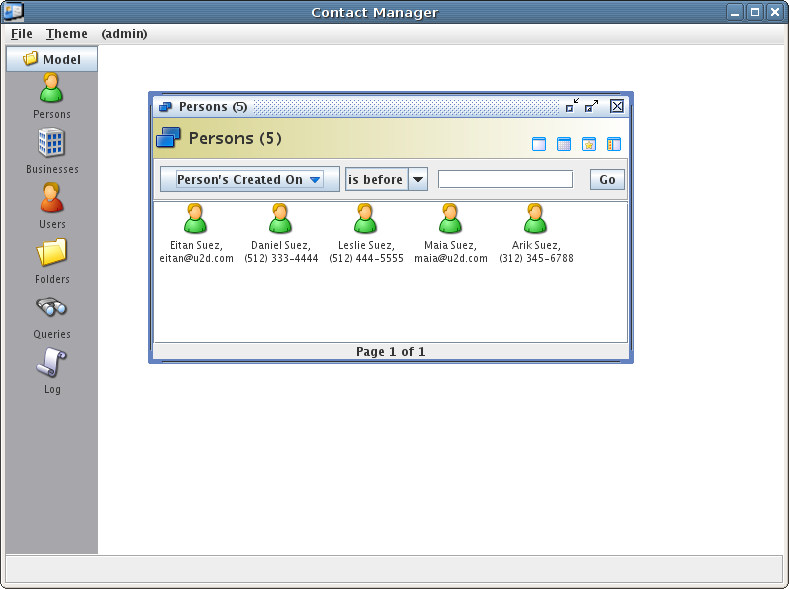 Contact Manager
File Theme (admin)
Model
Persons
Businesses
Users
Folders
Queries
Log
Persons (5)
Persons (5)
Person's Created On is before Go
Eitan Suez,
eitan@u2d.com
Daniel Suez,
(512) 333-4444
Leslie Suez,
(512) 444-5555
Maia Suez,
maia@u2d.com
Arik Suez,
(312) 345-6788
Page 1 of 1